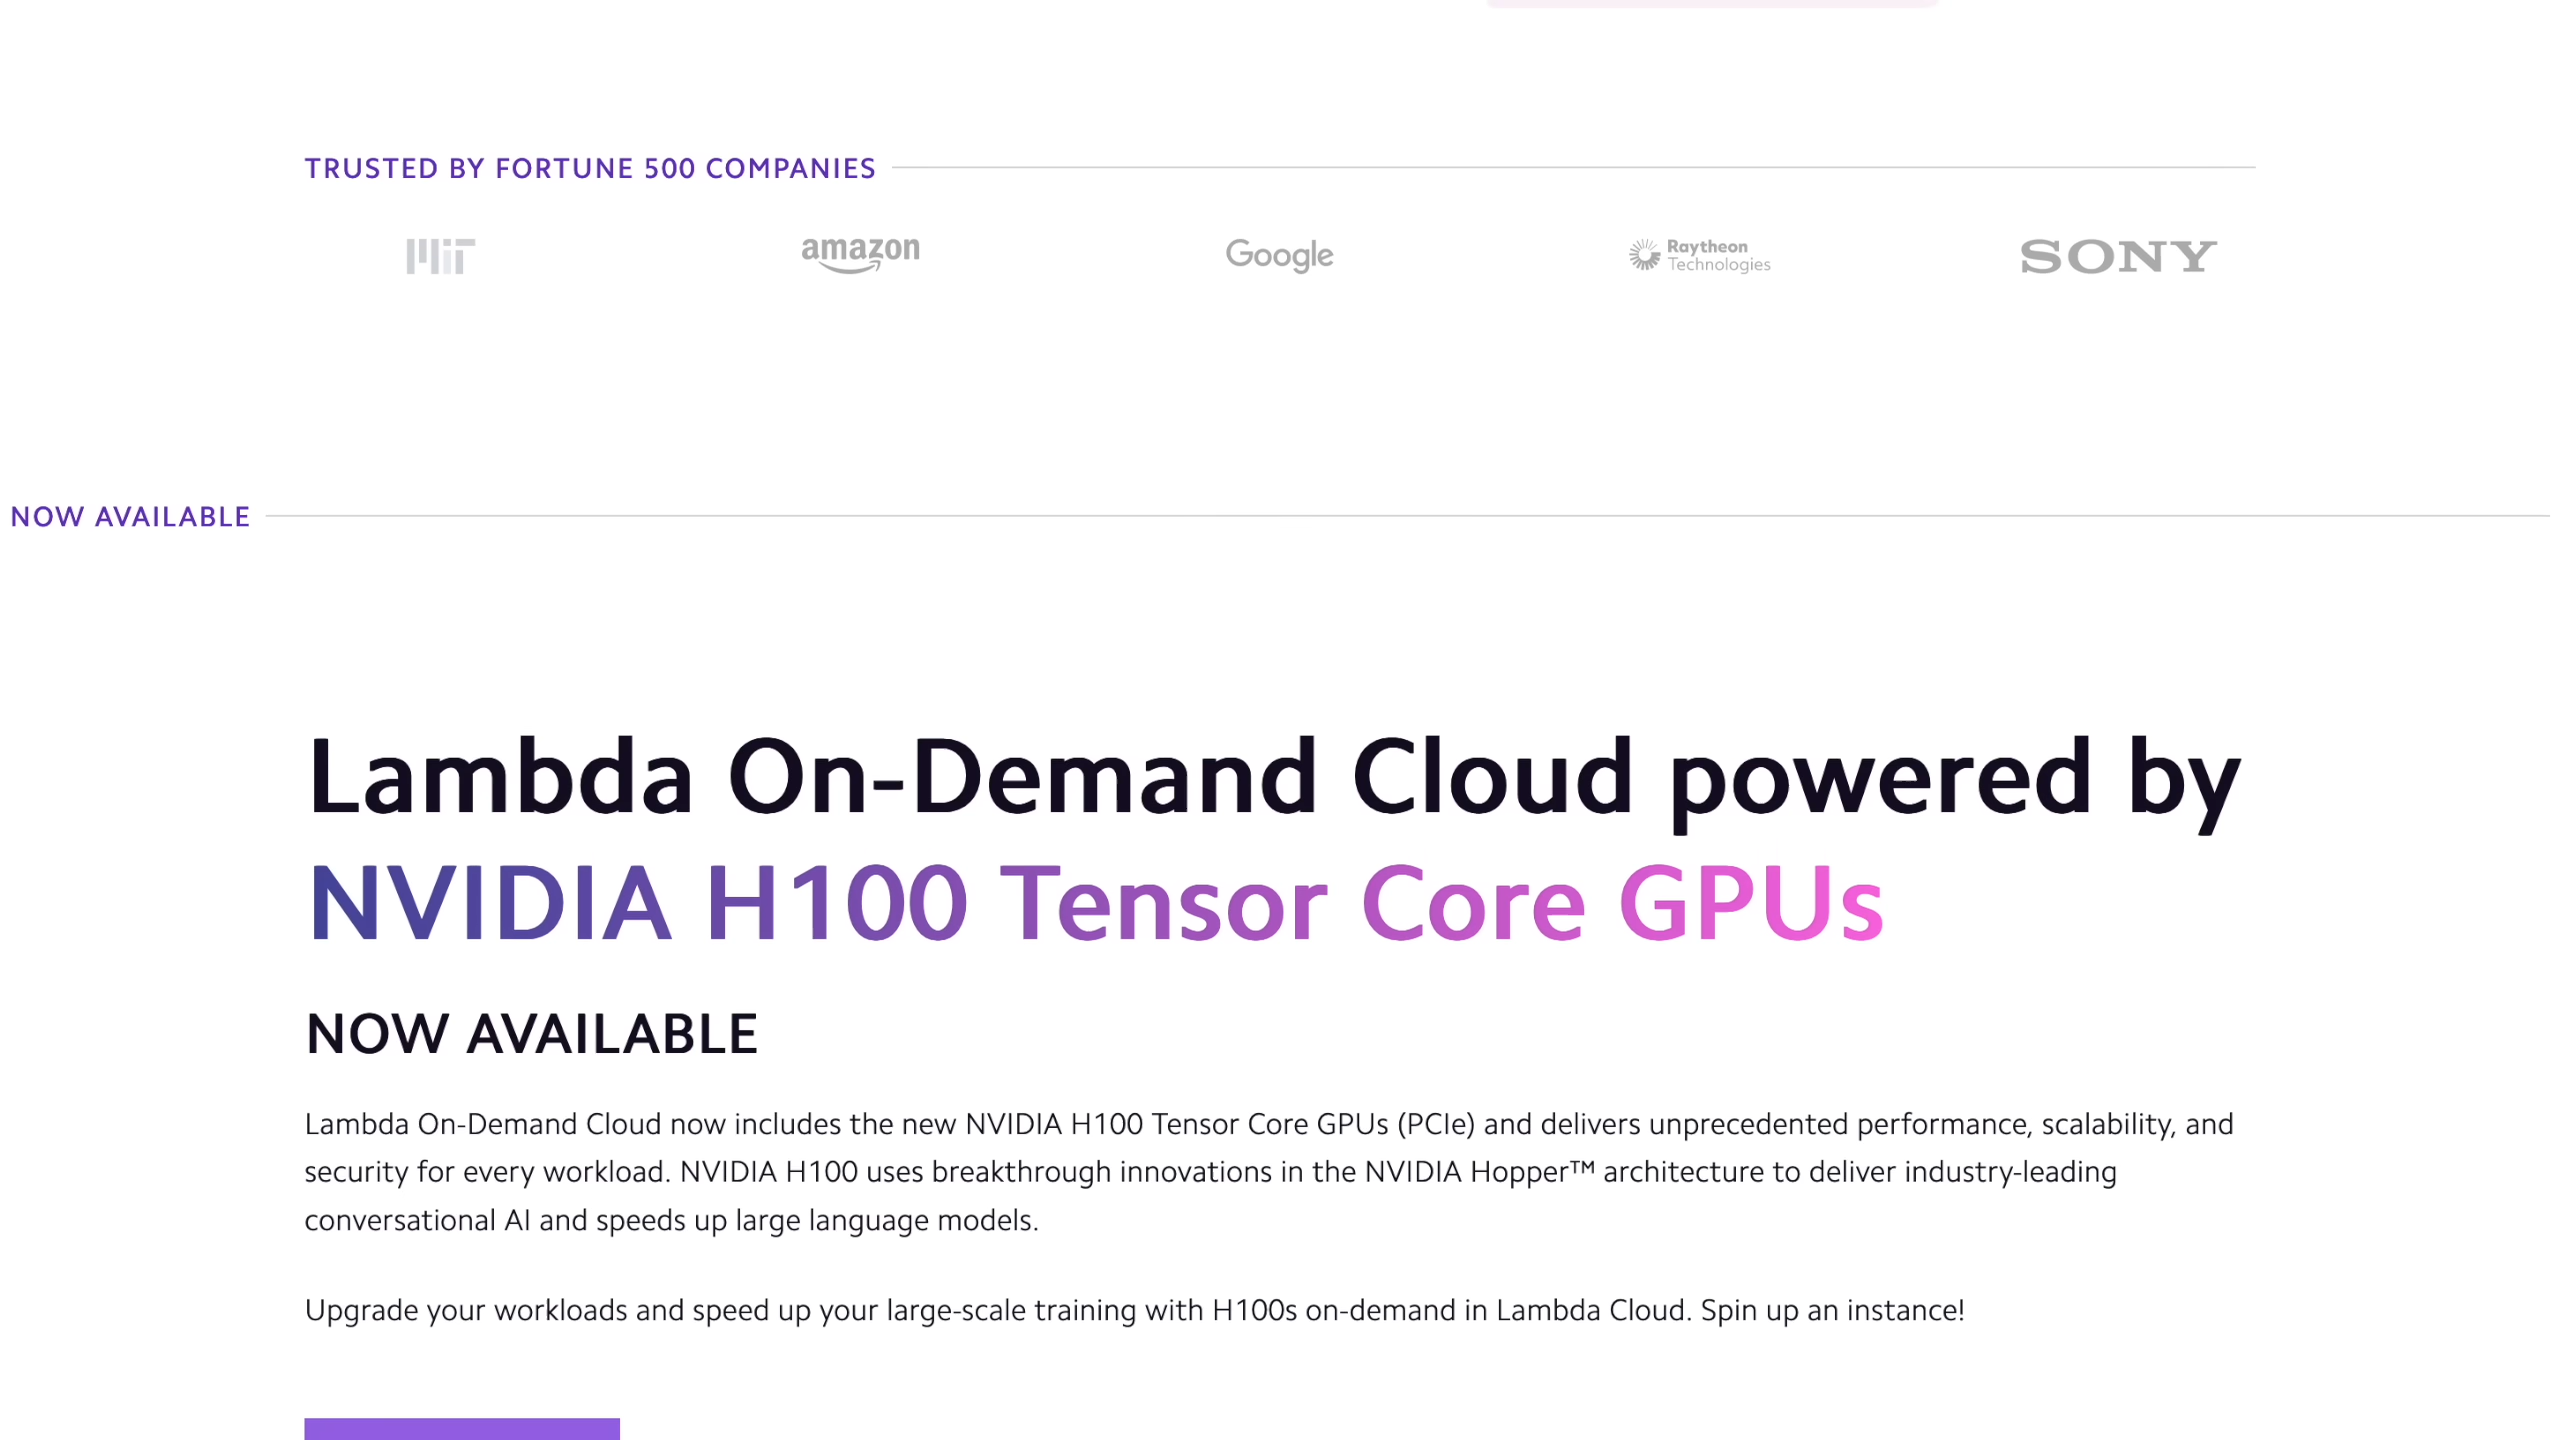 TRUSTED BY FORTUNE 500 COMPANIES
MIT
amazon
Google
Raytheon
Technologies
SONY
NOW AVAILABLE
Lambda On-Demand Cloud powered by
NVIDIA H100 Tensor Core GPUs
NOW AVAILABLE
Lambda On-Demand Cloud now includes the new NVIDIA H100 Tensor Core GPUs (PCIe) and delivers unprecedented performance, scalability, and
security for every workload. NVIDIA H100 uses breakthrough innovations in the NVIDIA Hopper™ architecture to deliver industry-leading
conversational AI and speeds up large language models.
Upgrade your workloads and speed up your large-scale training with H100s on-demand in Lambda Cloud. Spin up an instance!